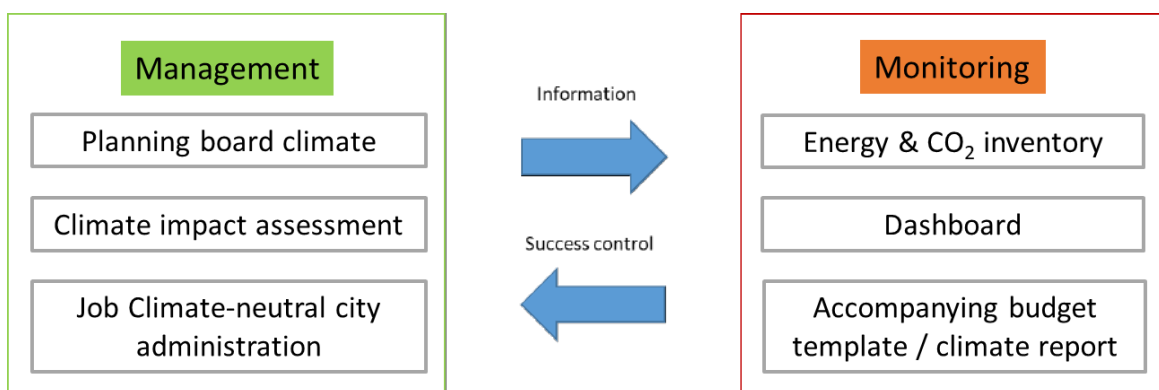 Management
Planning board climate
Climate impact assessment
Job Climate-neutral city
administration
Information
Success control
Monitoring
Energy & CO₂ inventory
Dashboard
Accompanying budget
template / climate report